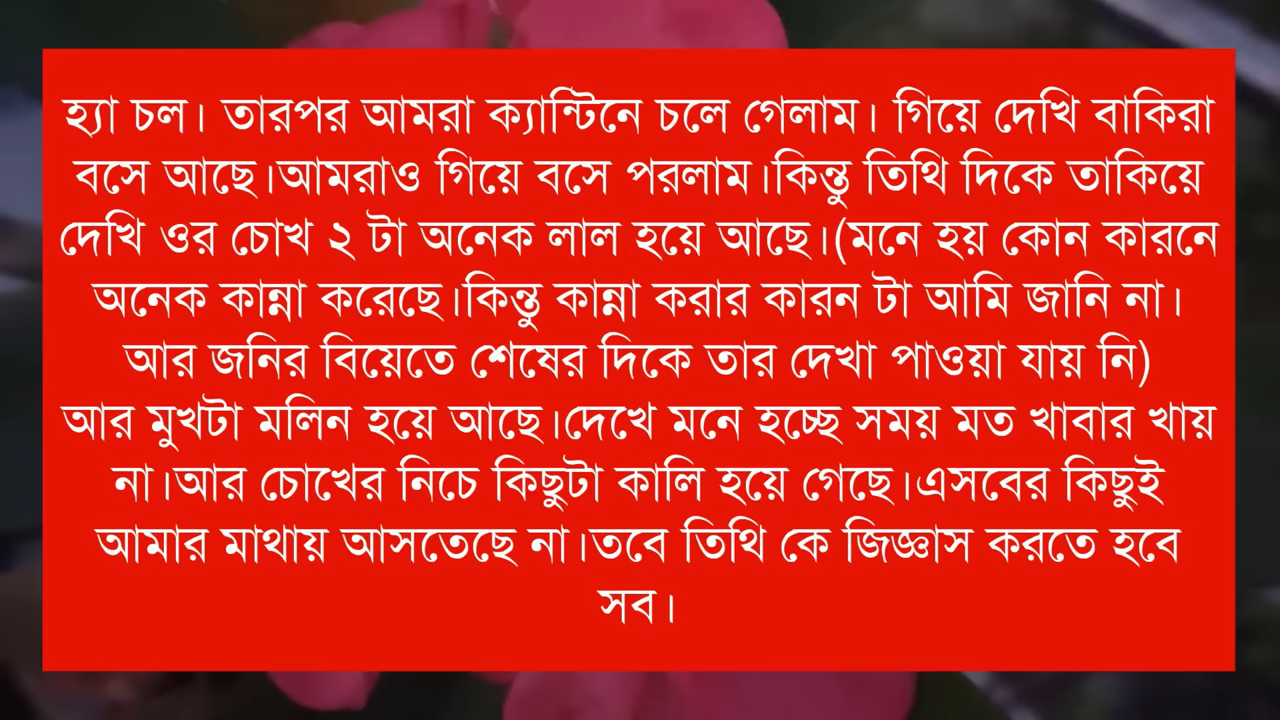 হ্যা চল। তারপর আমরা ক্যান্টিনে চলে গেলাম। গিয়ে দেখি বাকিরা
বসে আছে।আমরাও গিয়ে বসে পরলাম।কিন্তু তিথি দিকে তাকিয়ে
দেখি ওর চোখ ২ টা অনেক লাল হয়ে আছে।(মনে হয় কোন কারনে
অনেক কান্না করেছে।কিন্তু কান্না করার কারন টা আমি জানি না।
আর জনির বিয়েতে শেষের দিকে তার দেখা পাওয়া যায় নি)
আর মুখটা মলিন হয়ে আছে।দেখে মনে হচ্ছে সময় মত খাবার খায়
না।আর চোখের নিচে কিছুটা কালি হয়ে গেছে।এসবের কিছুই
আমার মাথায় আসতেছে না।তবে তিথি কে জিজ্ঞাস করতে হবে
সব।